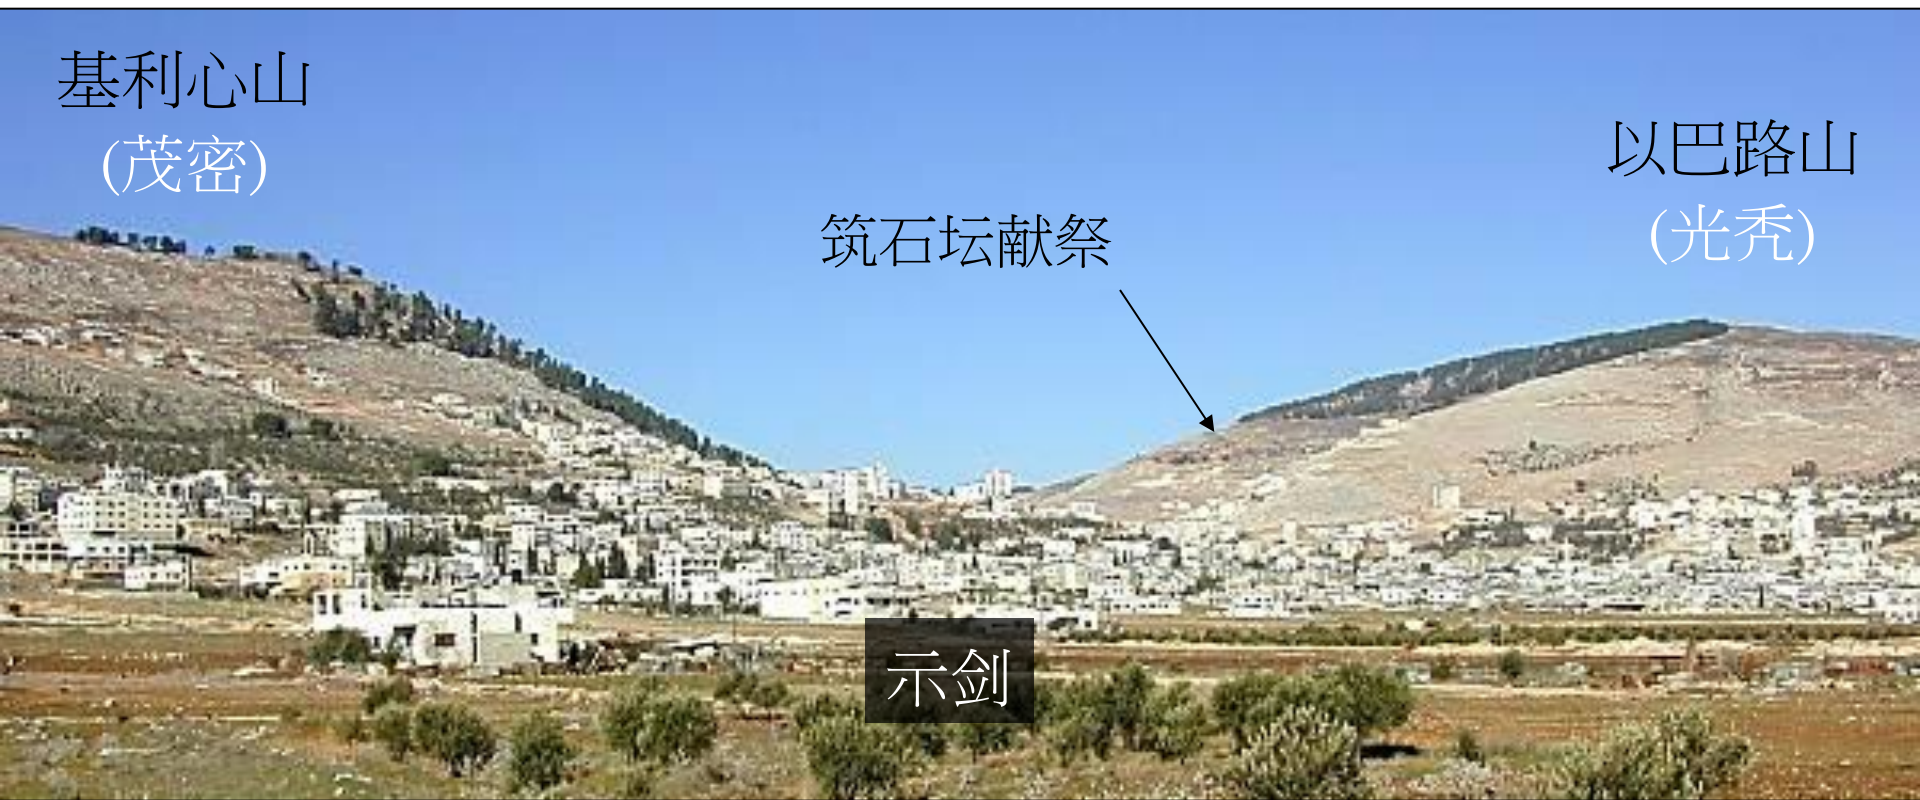 基利心山
(茂密)
以巴路山
(光秃)
筑石坛献祭
示剑